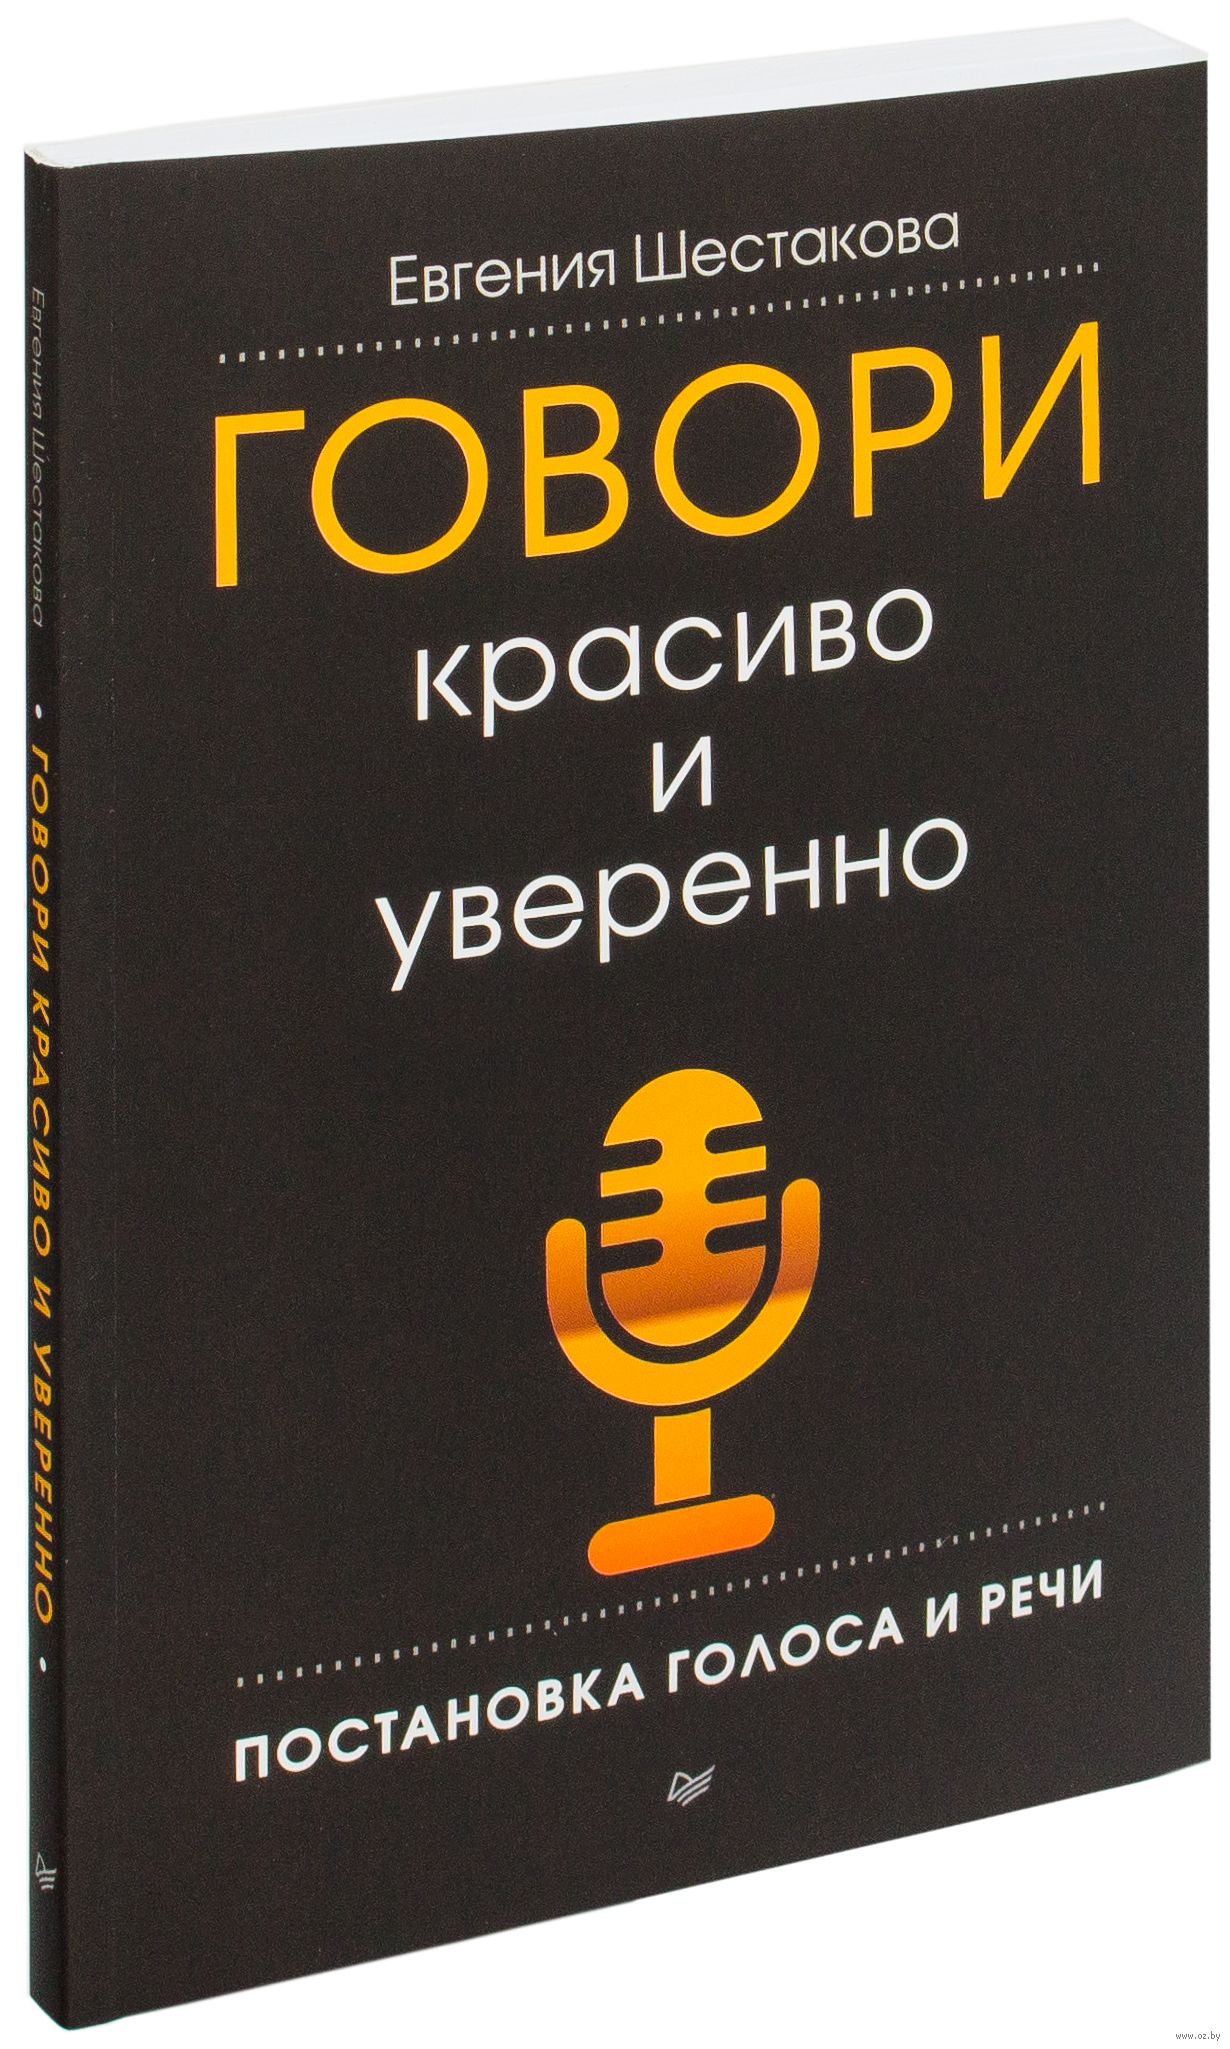 Евгения Шестакова
ГОВОРИ
красиво
и
уверенно
ПОСТАНОВКА ГОЛОСА И РЕЧИ
Евгения Шестакова • ГОВОРИ КРАСИВО И УВЕРЕННО •
www.oz.by